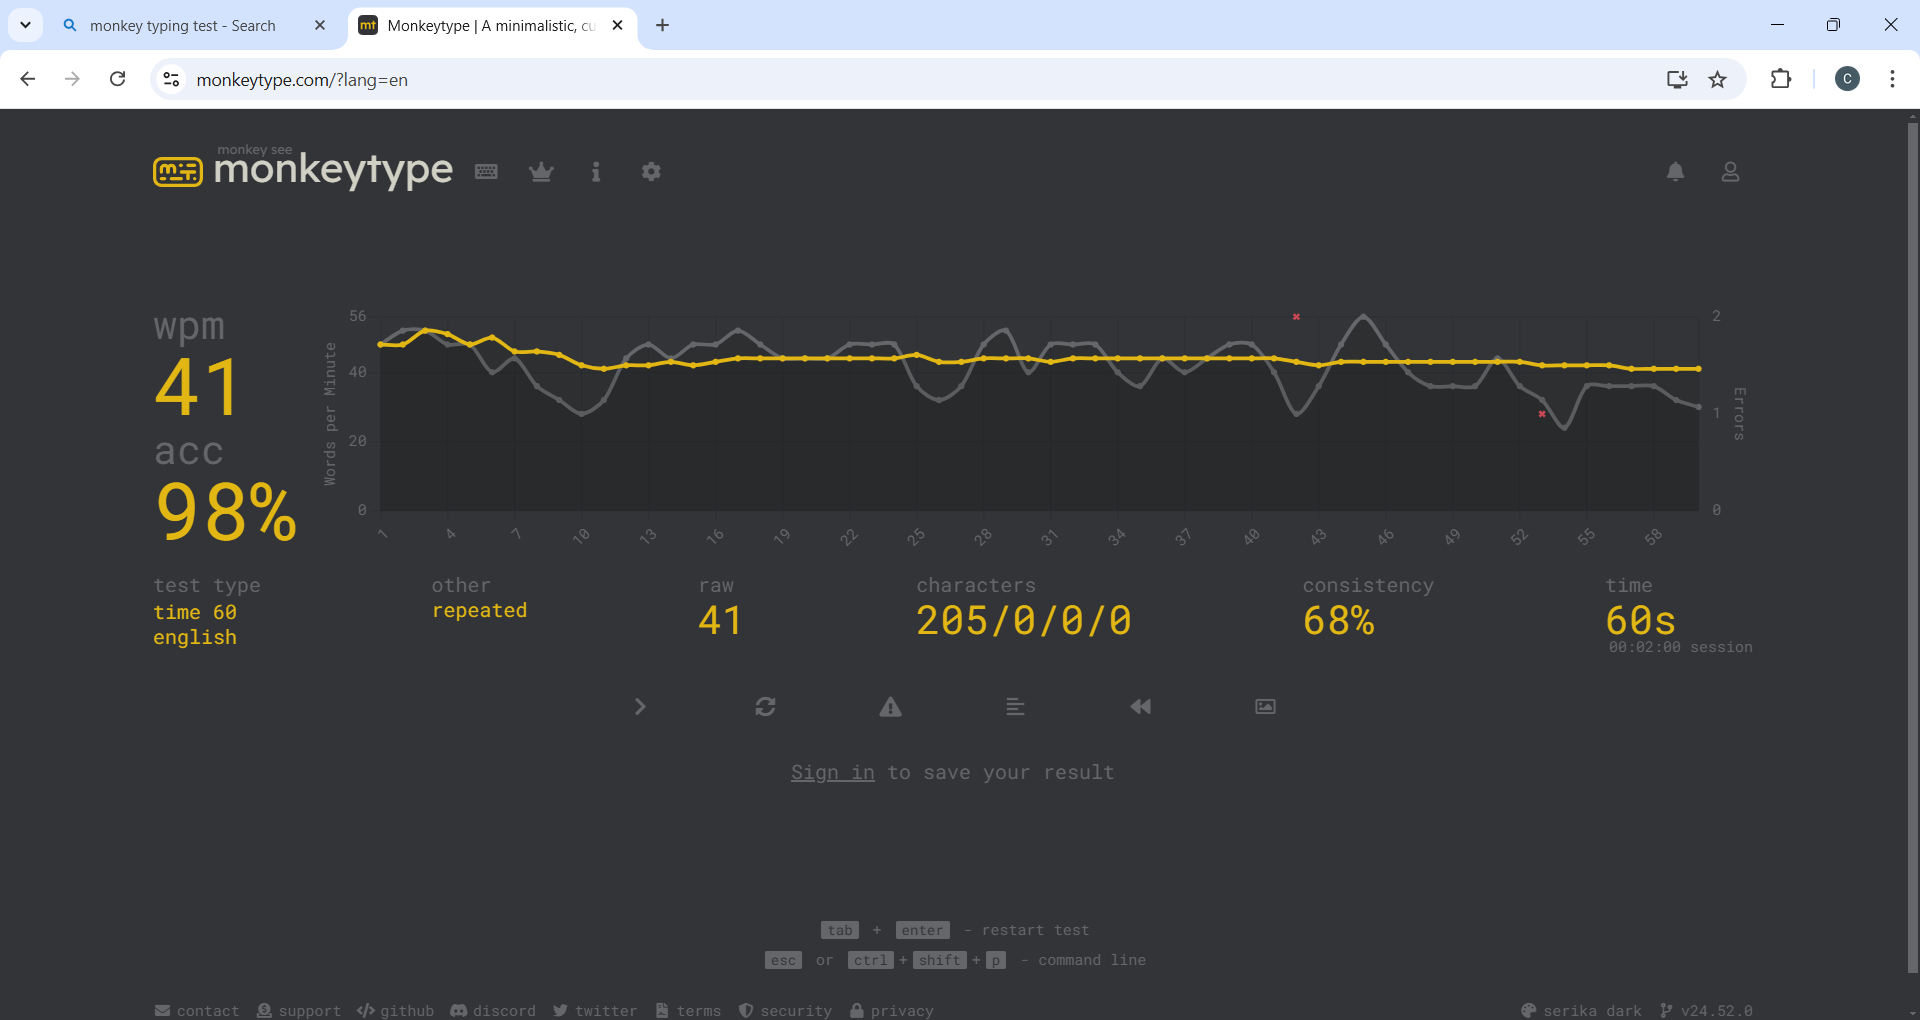 monkey typing test - Search
mt
Monkeytype | A minimalistic, cu
monkeytype.com/?lang=en
C
monkey see
monkeytype
wpm
41
acc
98%
Words per Minute
56
40
20
0
2
1
0
Errors
1 4 7 10 13 16 19 22 25 28 31 34 37 40 43 46 49 52 55 58
test type
time 60
english
other
repeated
raw
41
characters
205/0/0/0
consistency
68%
time
60s
00:02:00 session
Sign in to save your result
tab + enter - restart test
esc or ctrl + shift + p - command line
contact support github discord twitter terms security privacy serika dark v24.52.0